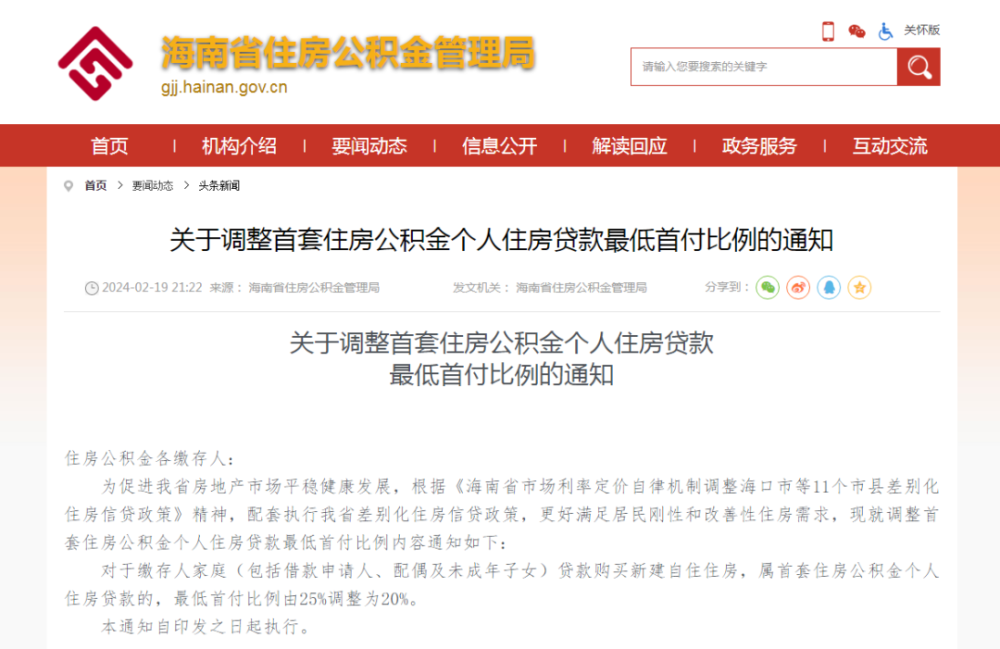 关怀版
海南省住房公积金管理局
gjj.hainan.gov.cn
请输入您要搜索的关键字
首页 | 机构介绍 | 要闻动态 | 信息公开 | 解读回应 | 政务服务 | 互动交流
首页 > 要闻动态 > 头条新闻
关于调整首套住房公积金个人住房贷款最低首付比例的通知
2024-02-19 21:22 来源： 海南省住房公积金管理局 发文机关： 海南省住房公积金管理局 分享到：
关于调整首套住房公积金个人住房贷款
最低首付比例的通知
住房公积金各缴存人：
为促进我省房地产市场平稳健康发展，根据《海南省市场利率定价自律机制调整海口市等11个市县差别化
住房信贷政策》精神，配套执行我省差别化住房信贷政策，更好满足居民刚性和改善性住房需求，现就调整首
套住房公积金个人住房贷款最低首付比例内容通知如下：
对于缴存人家庭（包括借款申请人、配偶及未成年子女）贷款购买新建自住住房，属首套住房公积金个人
住房贷款的，最低首付比例由25%调整为20%。
本通知自印发之日起执行。